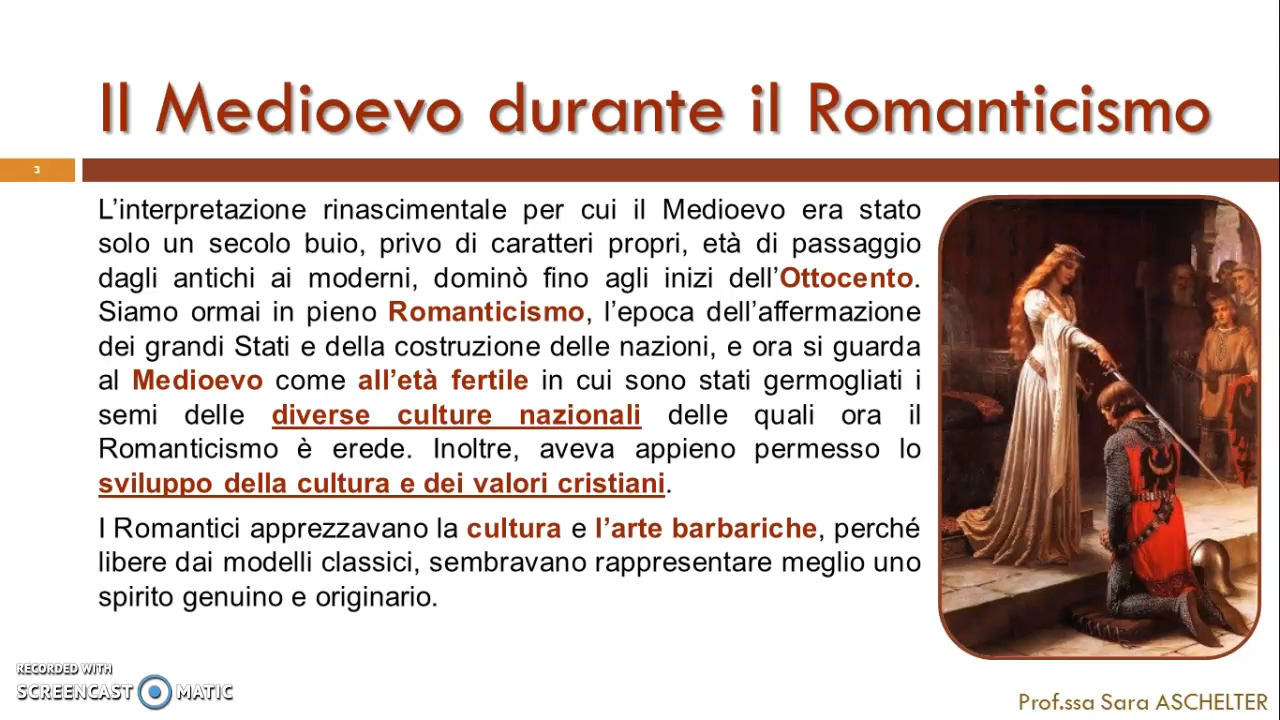 Il Medioevo durante il Romanticismo
3
L’interpretazione rinascimentale per cui il Medioevo era stato
solo un secolo buio, privo di caratteri propri, età di passaggio
dagli antichi ai moderni, dominò fino agli inizi dell’Ottocento.
Siamo ormai in pieno Romanticismo, l’epoca dell’affermazione
dei grandi Stati e della costruzione delle nazioni, e ora si guarda
al Medioevo come all’età fertile in cui sono stati germogliati i
semi delle diverse culture nazionali delle quali ora il
Romanticismo è erede. Inoltre, aveva appieno permesso lo
sviluppo della cultura e dei valori cristiani.
I Romantici apprezzavano la cultura e l’arte barbariche, perché
libere dai modelli classici, sembravano rappresentare meglio uno
spirito genuino e originario.
RECORDED WITH
SCREENCAST MATIC
Prof.ssa Sara ASCHELTER